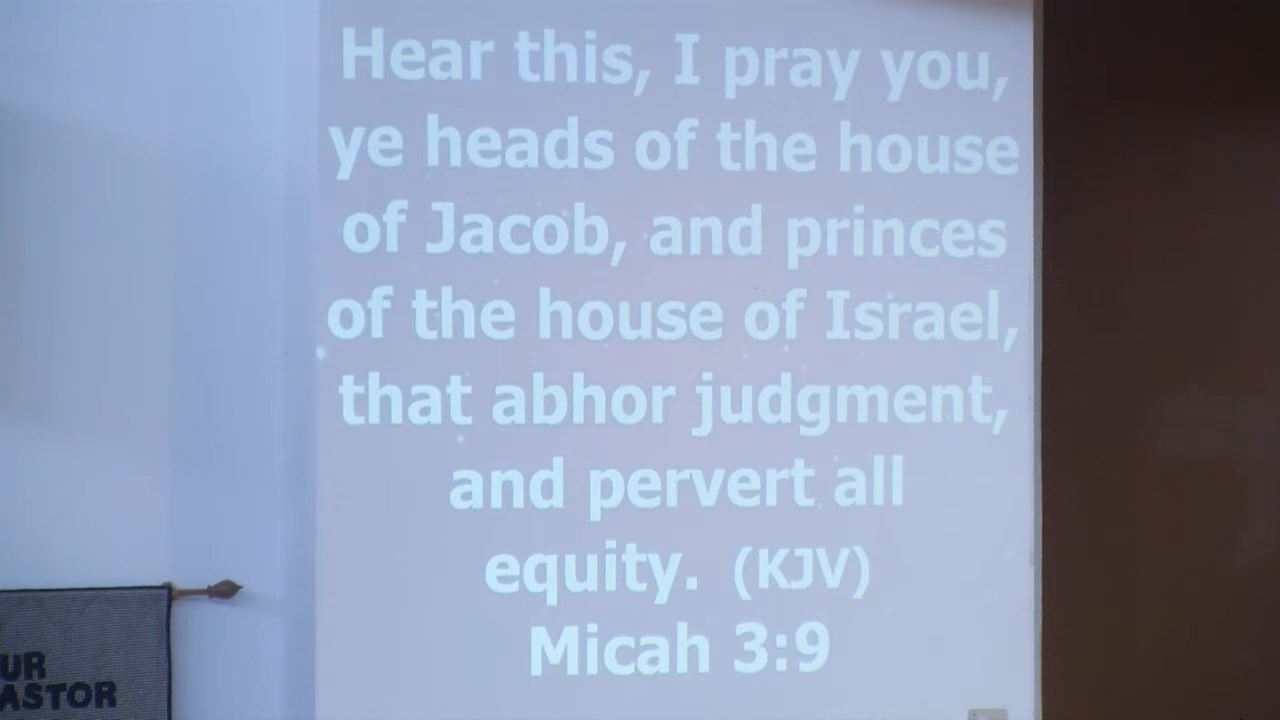 Hear this, I pray you,
ye heads of the house
of Jacob, and princes
of the house of Israel,
that abhor judgment,
and pervert all
equity. (KJV)
Micah 3:9
UR
ASTOR